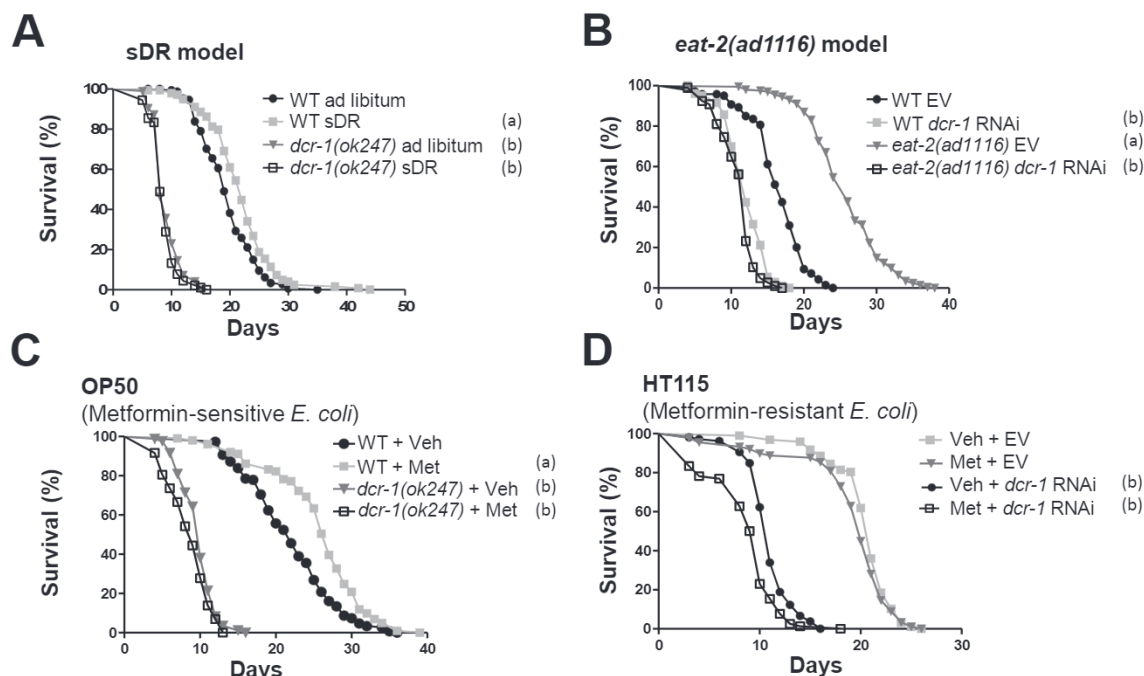 A
sDR model
100
80
60
40
20
0
Survival (%)
0 10 20 30 40 50
Days
WT ad libitum
WT sDR (a)
dcr-1(ok247) ad libitum (b)
dcr-1(ok247) sDR (b)
B
eat-2(ad1116) model
100
80
60
40
20
0
Survival (%)
0 10 20 30 40
Days
WT EV
WT dcr-1 RNAi (b)
eat-2(ad1116) EV (a)
eat-2(ad1116) dcr-1 RNAi (b)
C
OP50
(Metformin-sensitive E. coli)
100
80
60
40
20
0
Survival (%)
0 10 20 30 40
Days
WT + Veh
WT + Met (a)
dcr-1(ok247) + Veh (b)
dcr-1(ok247) + Met (b)
D
HT115
(Metformin-resistant E. coli)
100
80
60
40
20
0
Survival (%)
0 10 20 30
Days
Veh + EV
Met + EV
Veh + dcr-1 RNAi (b)
Met + dcr-1 RNAi (b)